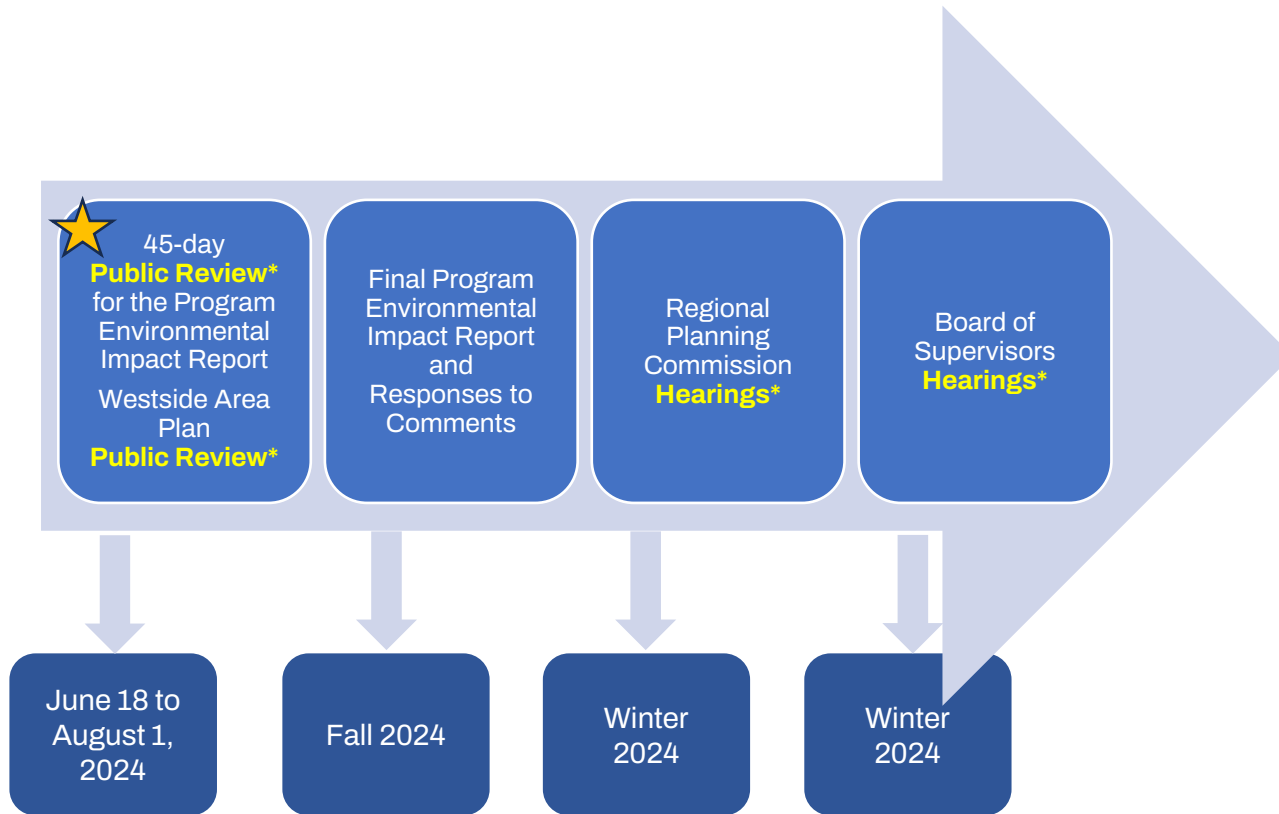 45-day
Public Review*
for the Program
Environmental
Impact Report
Westside Area
Plan
Public Review*
Final Program
Environmental
Impact Report
and
Responses to
Comments
Regional
Planning
Commission
Hearings*
Board of
Supervisors
Hearings*
June 18 to
August 1,
2024
Fall 2024
Winter
2024
Winter
2024